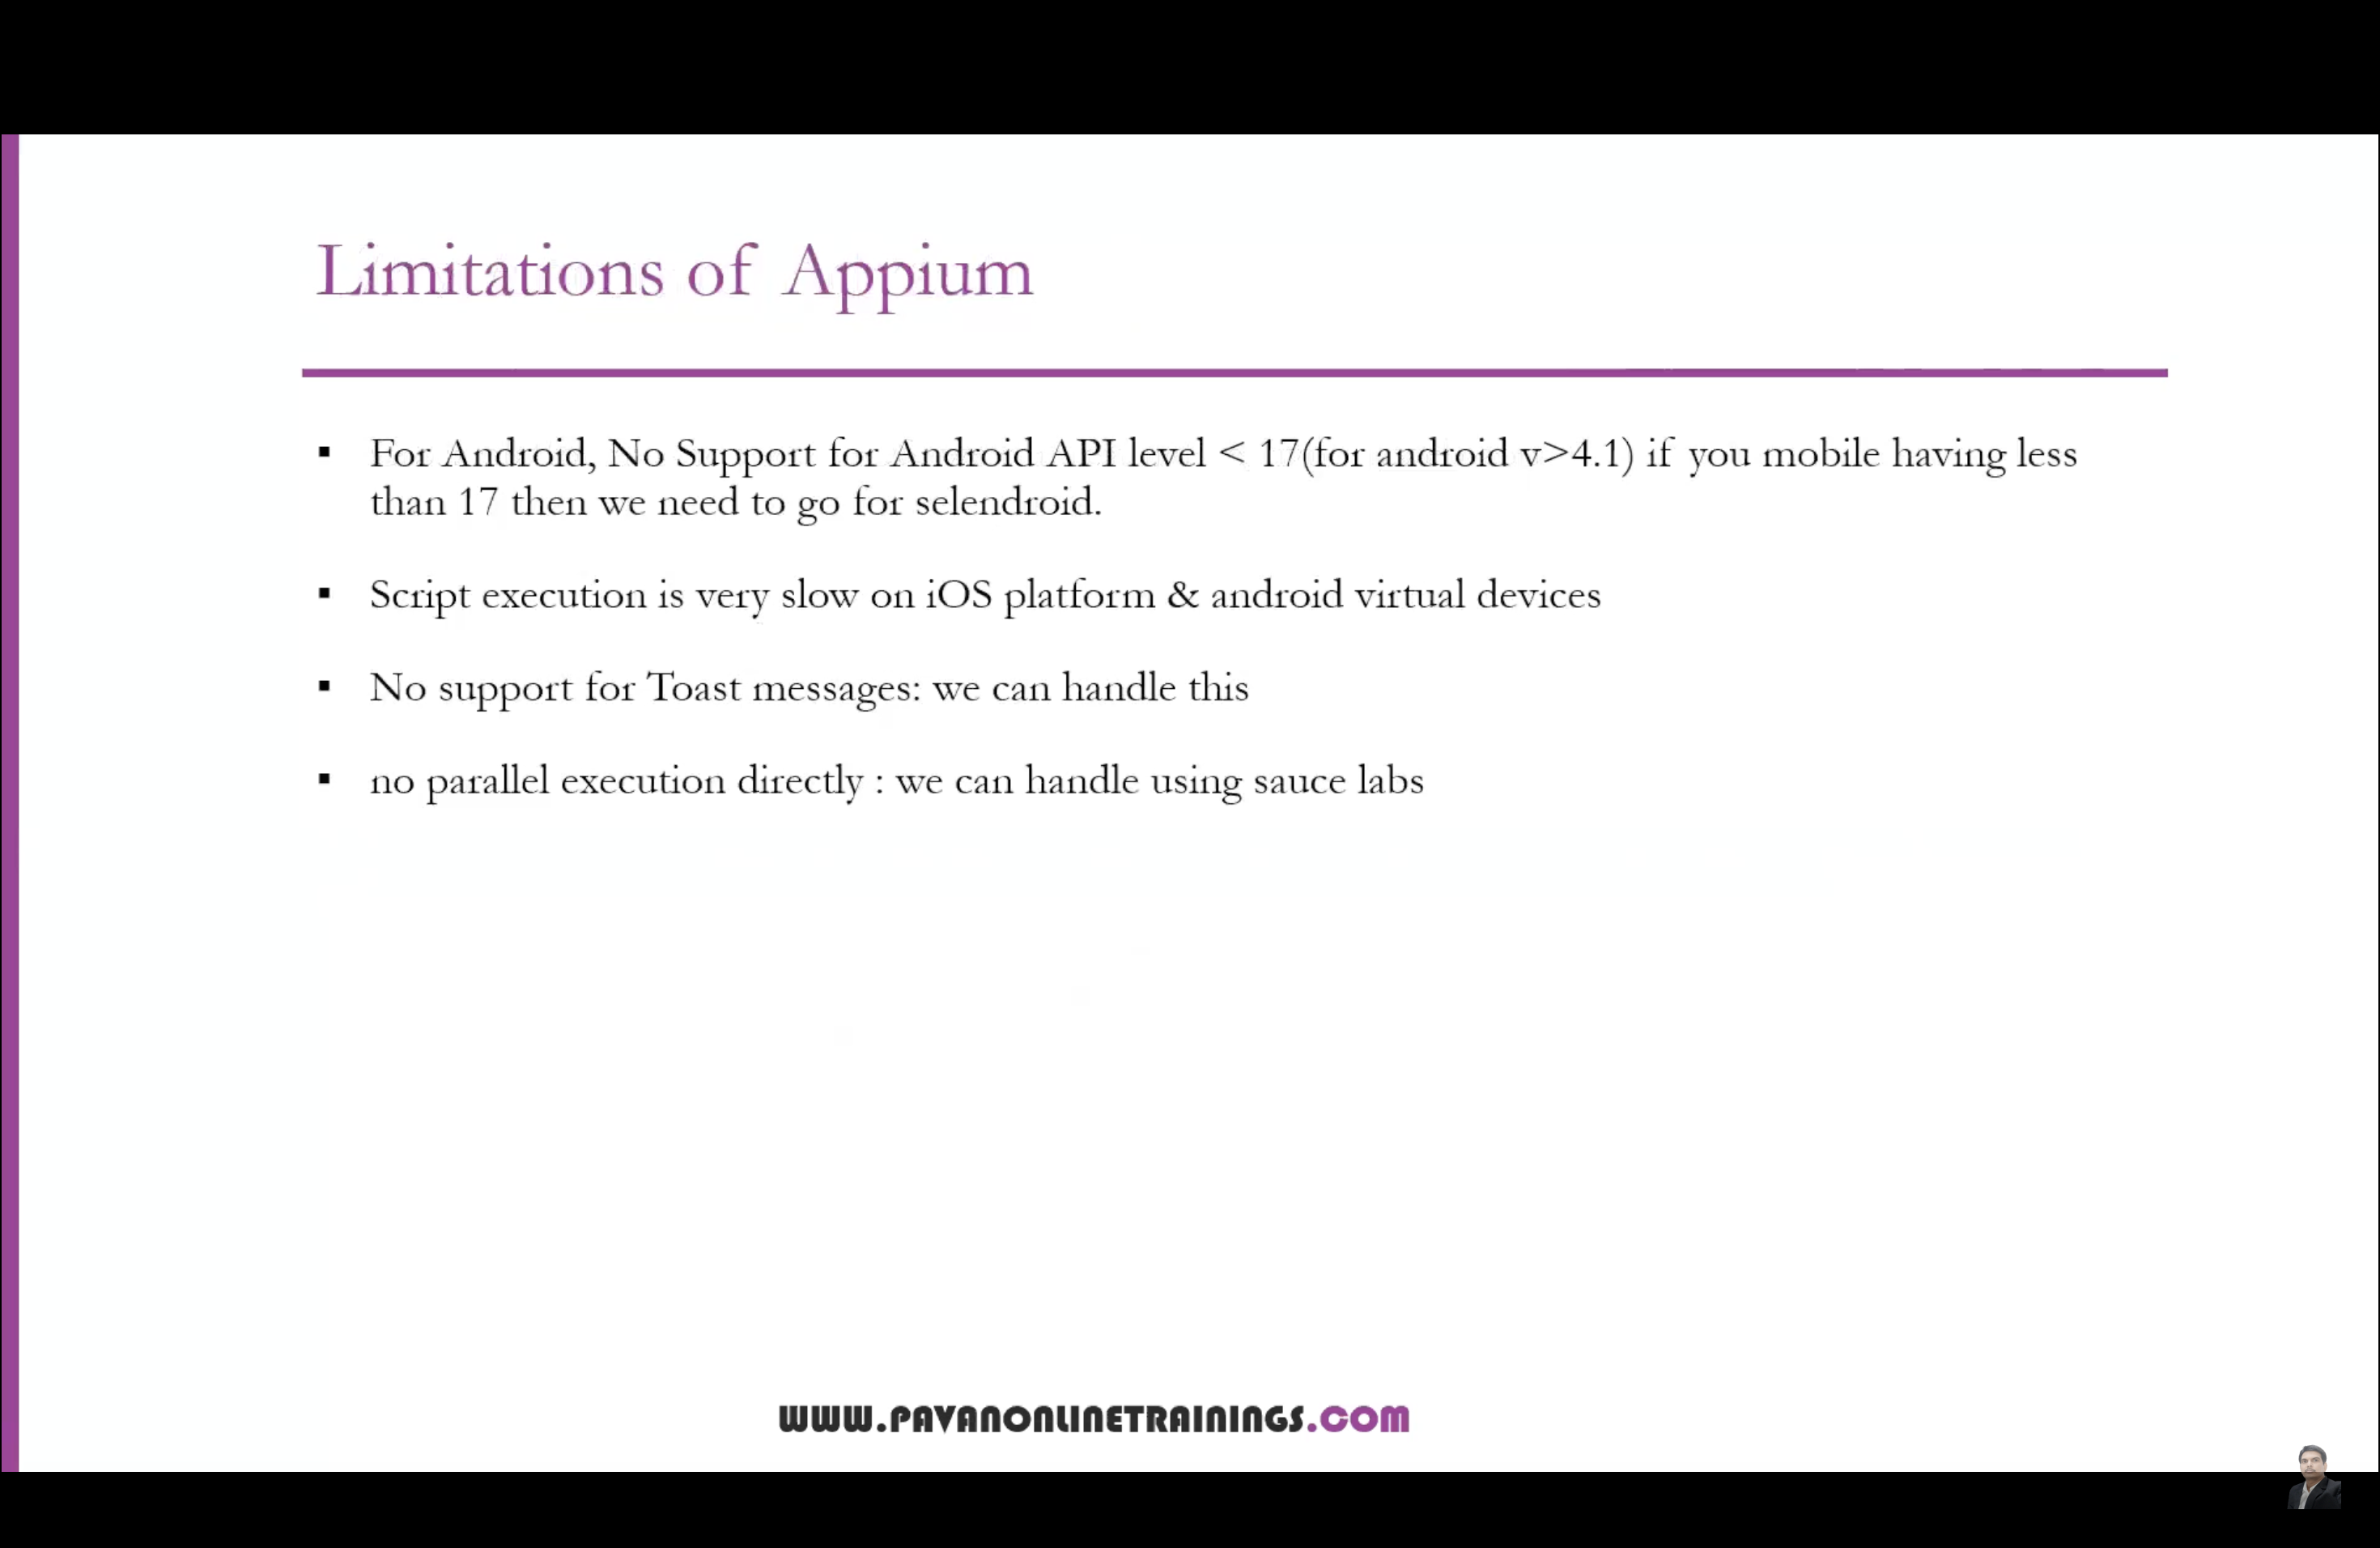 Limitations of Appium
▪ For Android, No Support for Android API level < 17(for android v>4.1) if you mobile having less
than 17 then we need to go for selendroid.
▪ Script execution is very slow on iOS platform & android virtual devices
▪ No support for Toast messages: we can handle this
▪ no parallel execution directly : we can handle using sauce labs
WWW.PAVANONLINETRAININGS.COM